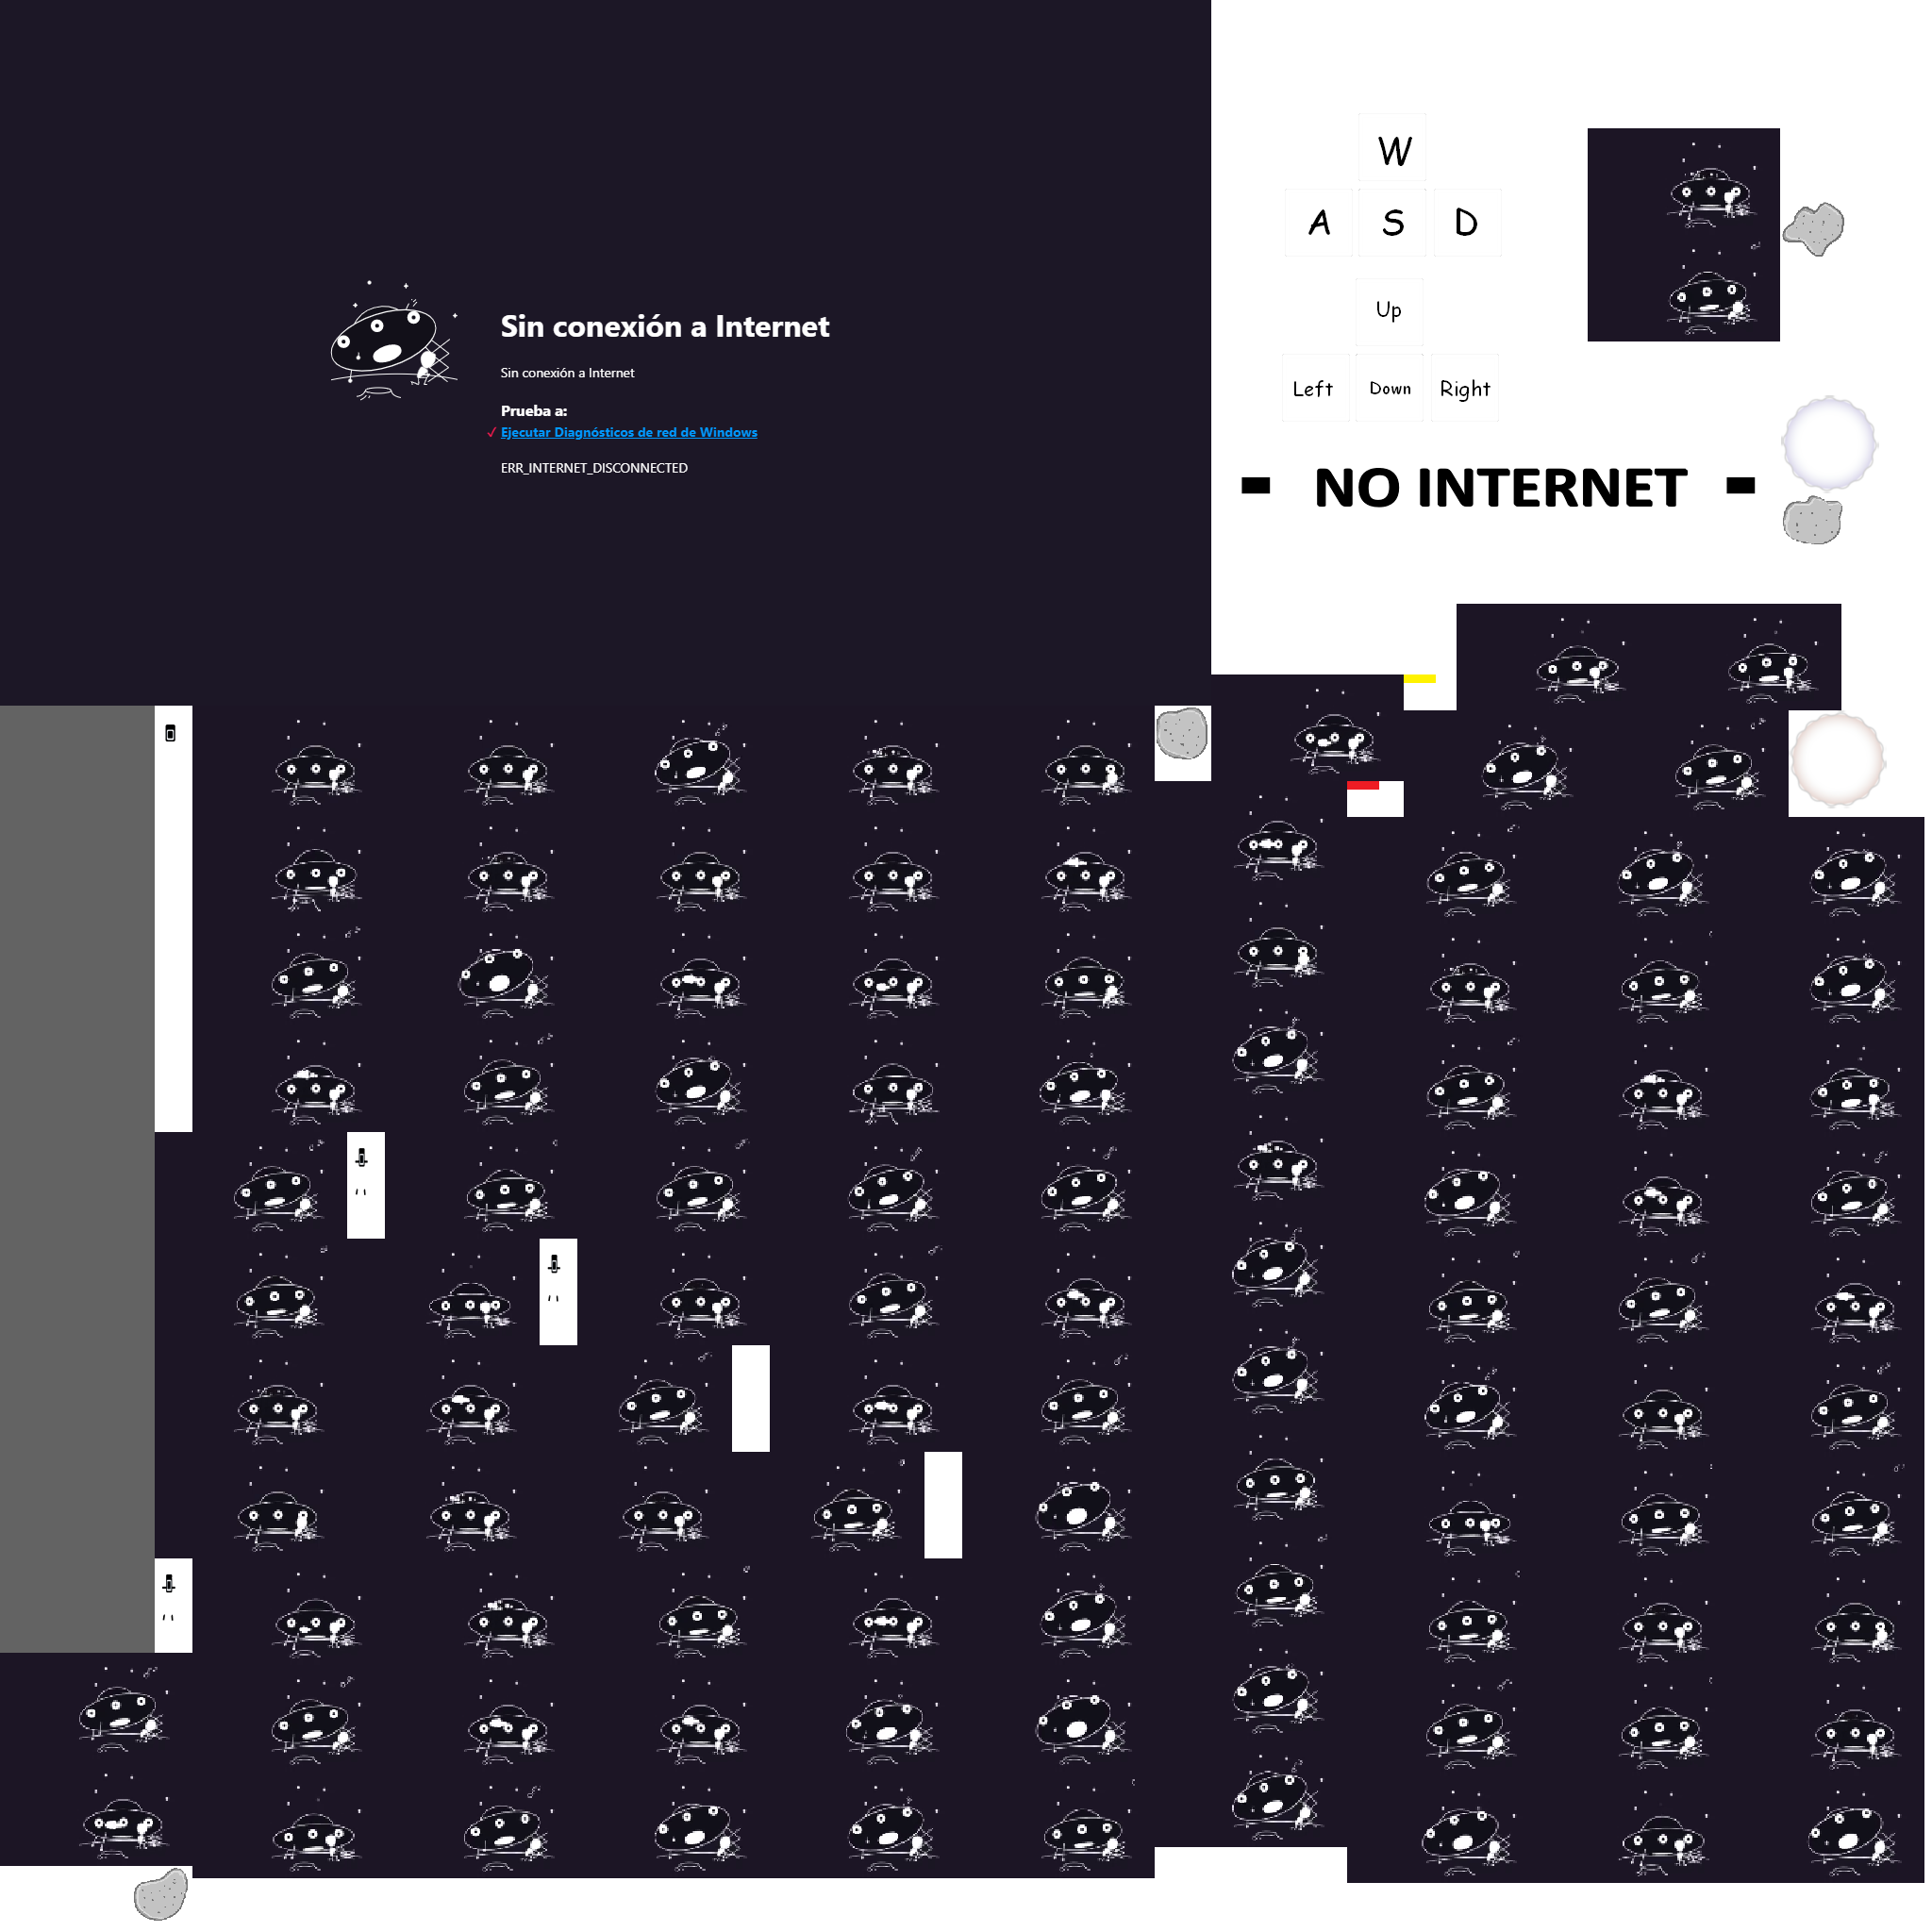 Sin conexión a Internet
Sin conexión a Internet
Prueba a:
✓ Ejecutar Diagnósticos de red de Windows
ERR_INTERNET_DISCONNECTED
W
A S D
Up
Left Down Right
- NO INTERNET -